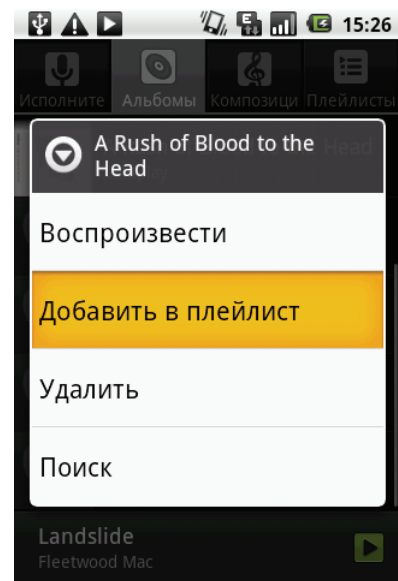 15:26
Исполните Альбомы Композици Плейлисты
A Rush of Blood to the
Head
Воспроизвести
Добавить в плейлист
Удалить
Поиск
Landslide
Fleetwood Mac